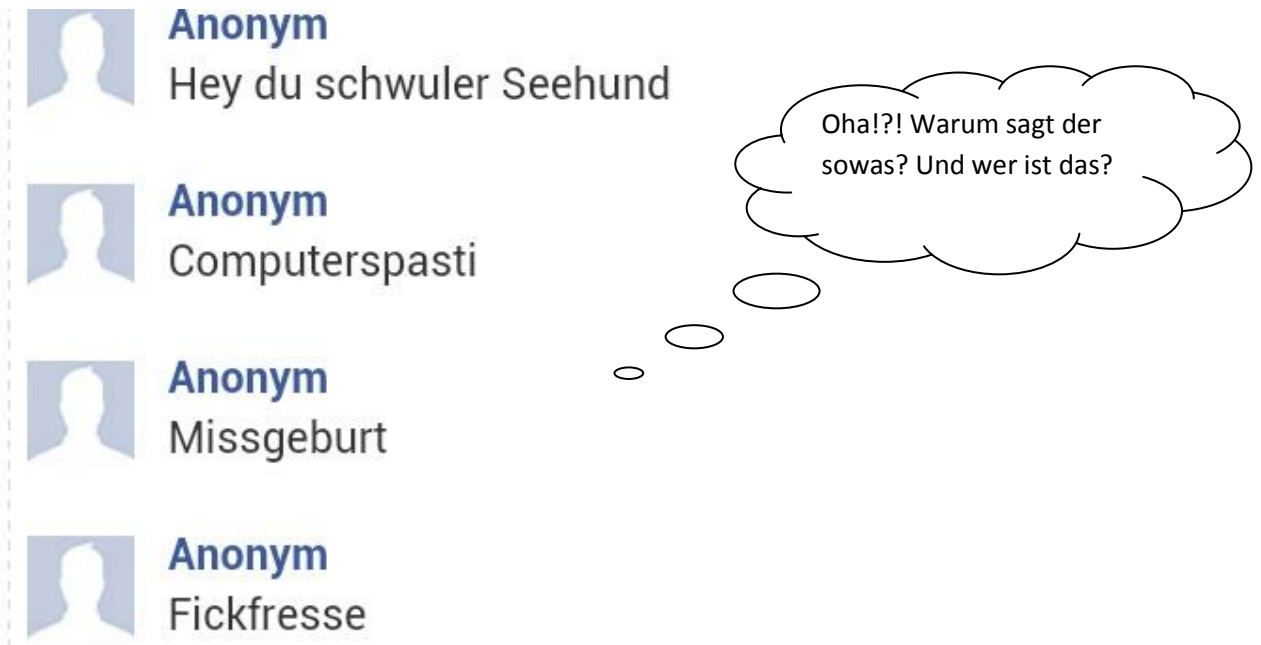 Anonym
Hey du schwuler Seehund
Anonym
Computerspasti
Anonym
Missgeburt
Anonym
Fickfresse
Oha!?! Warum sagt der
sowas? Und wer ist das?